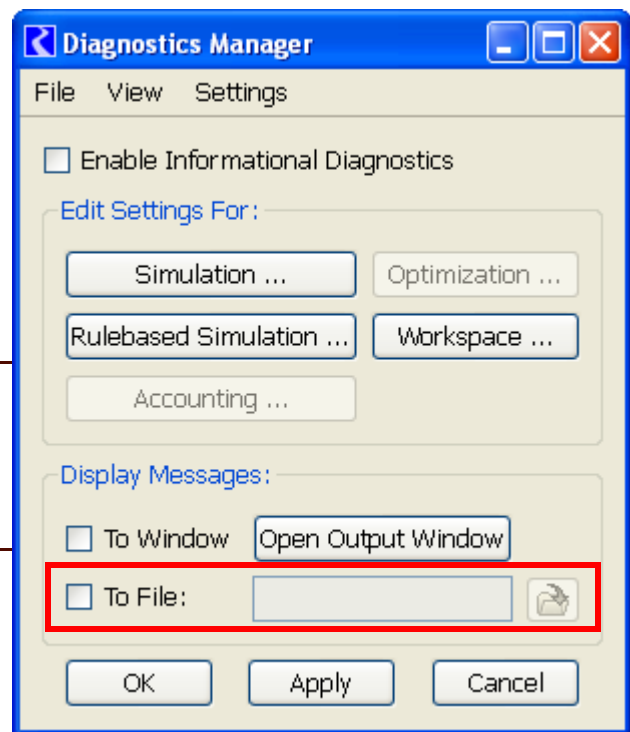 Diagnostics Manager
File View Settings
Enable Informational Diagnostics
Edit Settings For:
Simulation ... Optimization ...
Rulebased Simulation ... Workspace ...
Accounting ...
Display Messages:
To Window Open Output Window
To File:
OK Apply Cancel